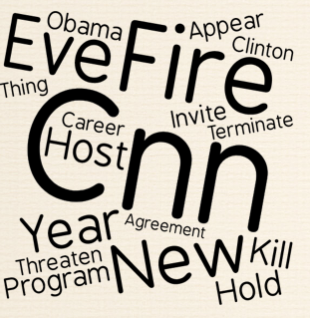 Obama
Appear
Eve
Fire
Clinton
Thing
Career
Invite
Terminate
Host
Cnn
Year
Agreement
Threaten
New
Kill
Program
Hold